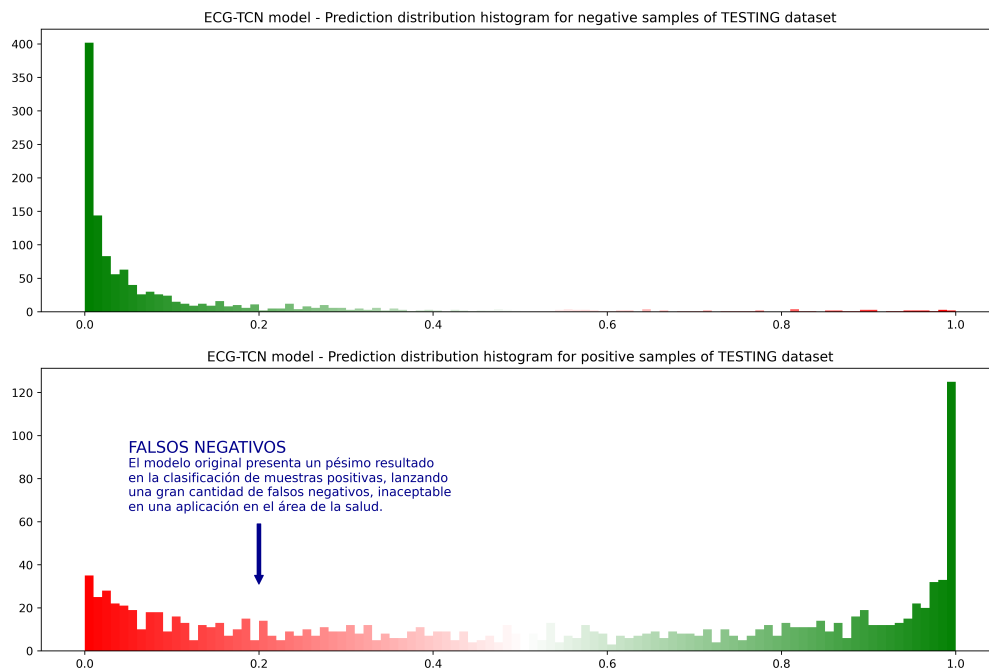 ECG-TCN model - Prediction distribution histogram for negative samples of TESTING dataset
400
350
300
250
200
150
100
50
0
0.0 0.2 0.4 0.6 0.8 1.0
ECG-TCN model - Prediction distribution histogram for positive samples of TESTING dataset
120
100
80
60
40
20
0
FALSOS NEGATIVOS
El modelo original presenta un pésimo resultado
en la clasificación de muestras positivas, lanzando
una gran cantidad de falsos negativos, inaceptable
en una aplicación en el área de la salud.
0.0 0.2 0.4 0.6 0.8 1.0